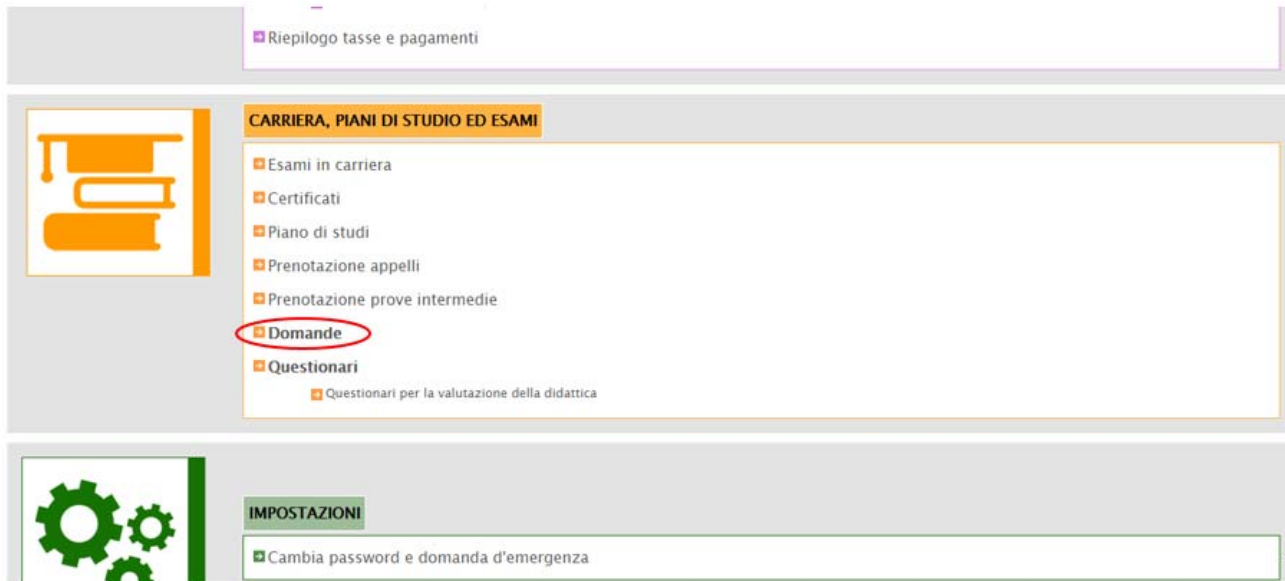 Riepilogo tasse e pagamenti
CARRIERA, PIANI DI STUDIO ED ESAMI
Esami in carriera
Certificati
Piano di studi
Prenotazione appelli
Prenotazione prove intermedie
Domande
Questionari
Questionari per la valutazione della didattica
IMPOSTAZIONI
Cambia password e domanda d'emergenza